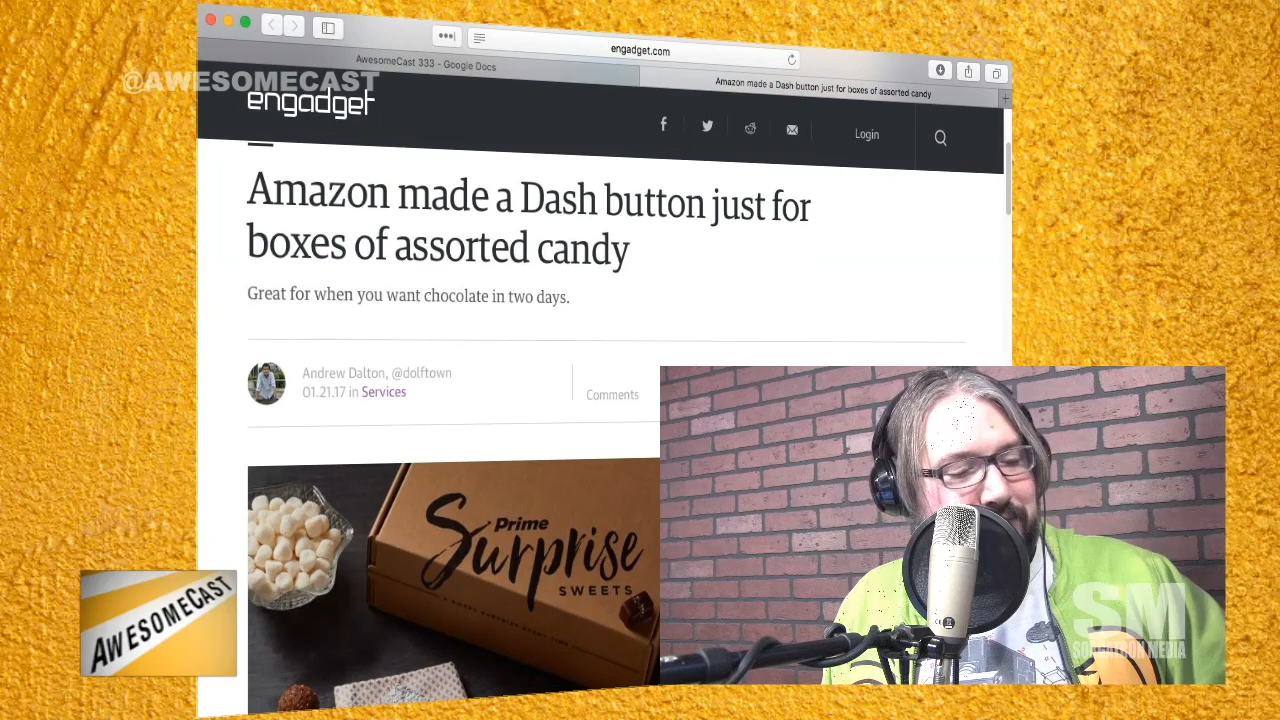 engadget.com
AwesomeCast 333 - Google Docs
Amazon made a Dash button just for boxes of assorted candy
@AWESOMECAST
engadget
Login
Amazon made a Dash button just for
boxes of assorted candy
Great for when you want chocolate in two days.
Andrew Dalton, @dolftown
01.21.17 in Services
Comments
Prime
Surprise
SWEETS
AWESOMECAST
SM
SORGATRON MEDIA